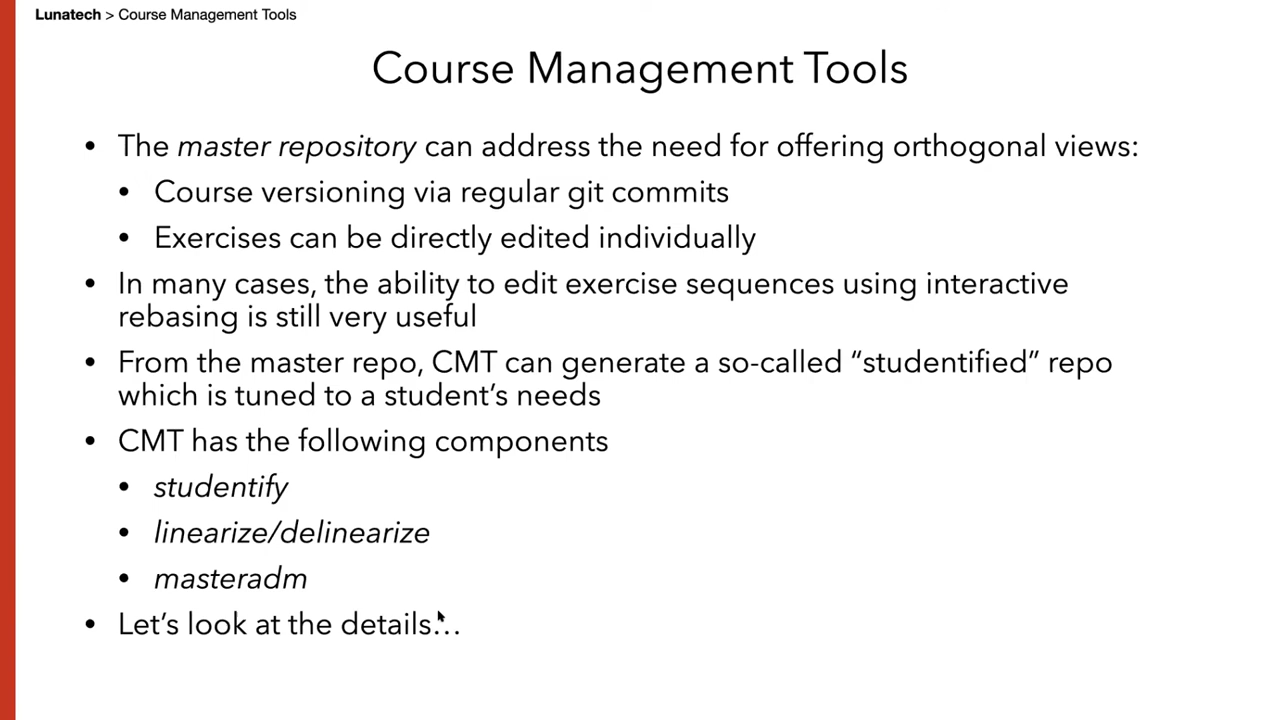 Lunatech > Course Management Tools
Course Management Tools
• The master repository can address the need for offering orthogonal views:
• Course versioning via regular git commits
• Exercises can be directly edited individually
• In many cases, the ability to edit exercise sequences using interactive
rebasing is still very useful
• From the master repo, CMT can generate a so-called “studentified” repo
which is tuned to a student’s needs
• CMT has the following components
• studentify
• linearize/delinearize
• masteradm
• Let’s look at the details…